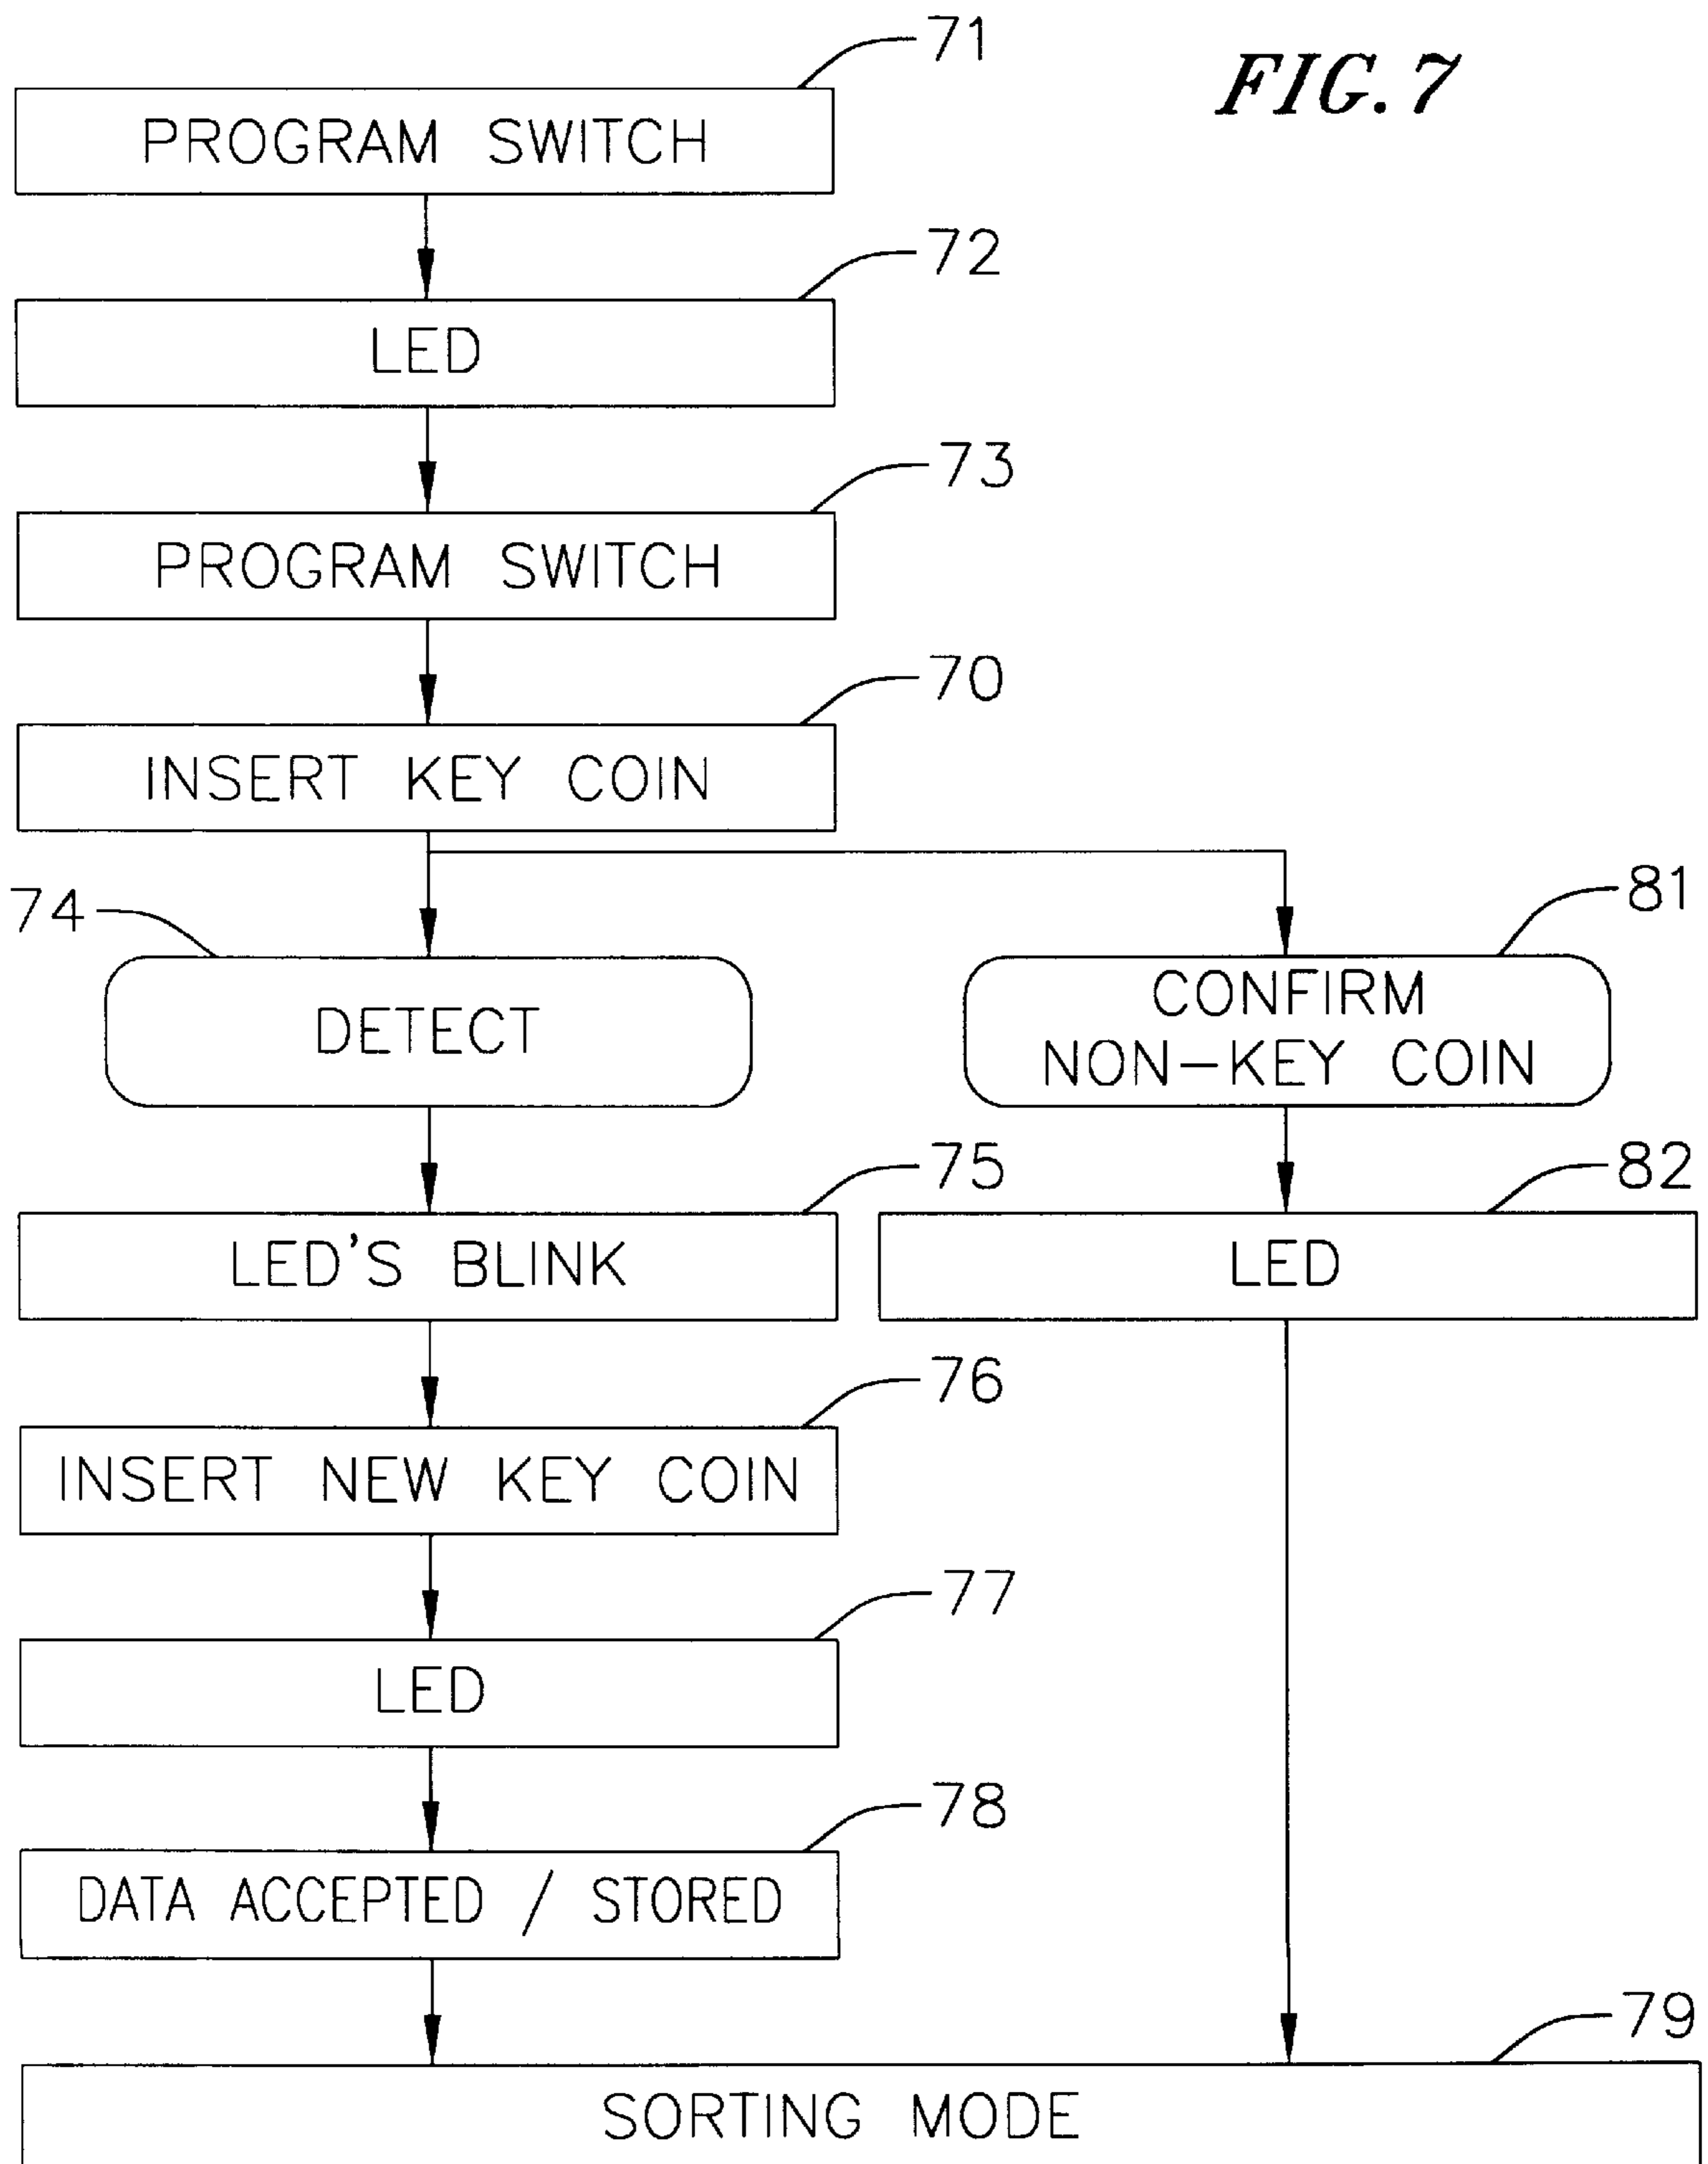 71
FIG. 7
PROGRAM SWITCH
72
LED
73
PROGRAM SWITCH
70
INSERT KEY COIN
74
81
DETECT
CONFIRM
NON-KEY COIN
75
82
LED'S BLINK
LED
76
INSERT NEW KEY COIN
77
LED
78
DATA ACCEPTED / STORED
79
SORTING MODE